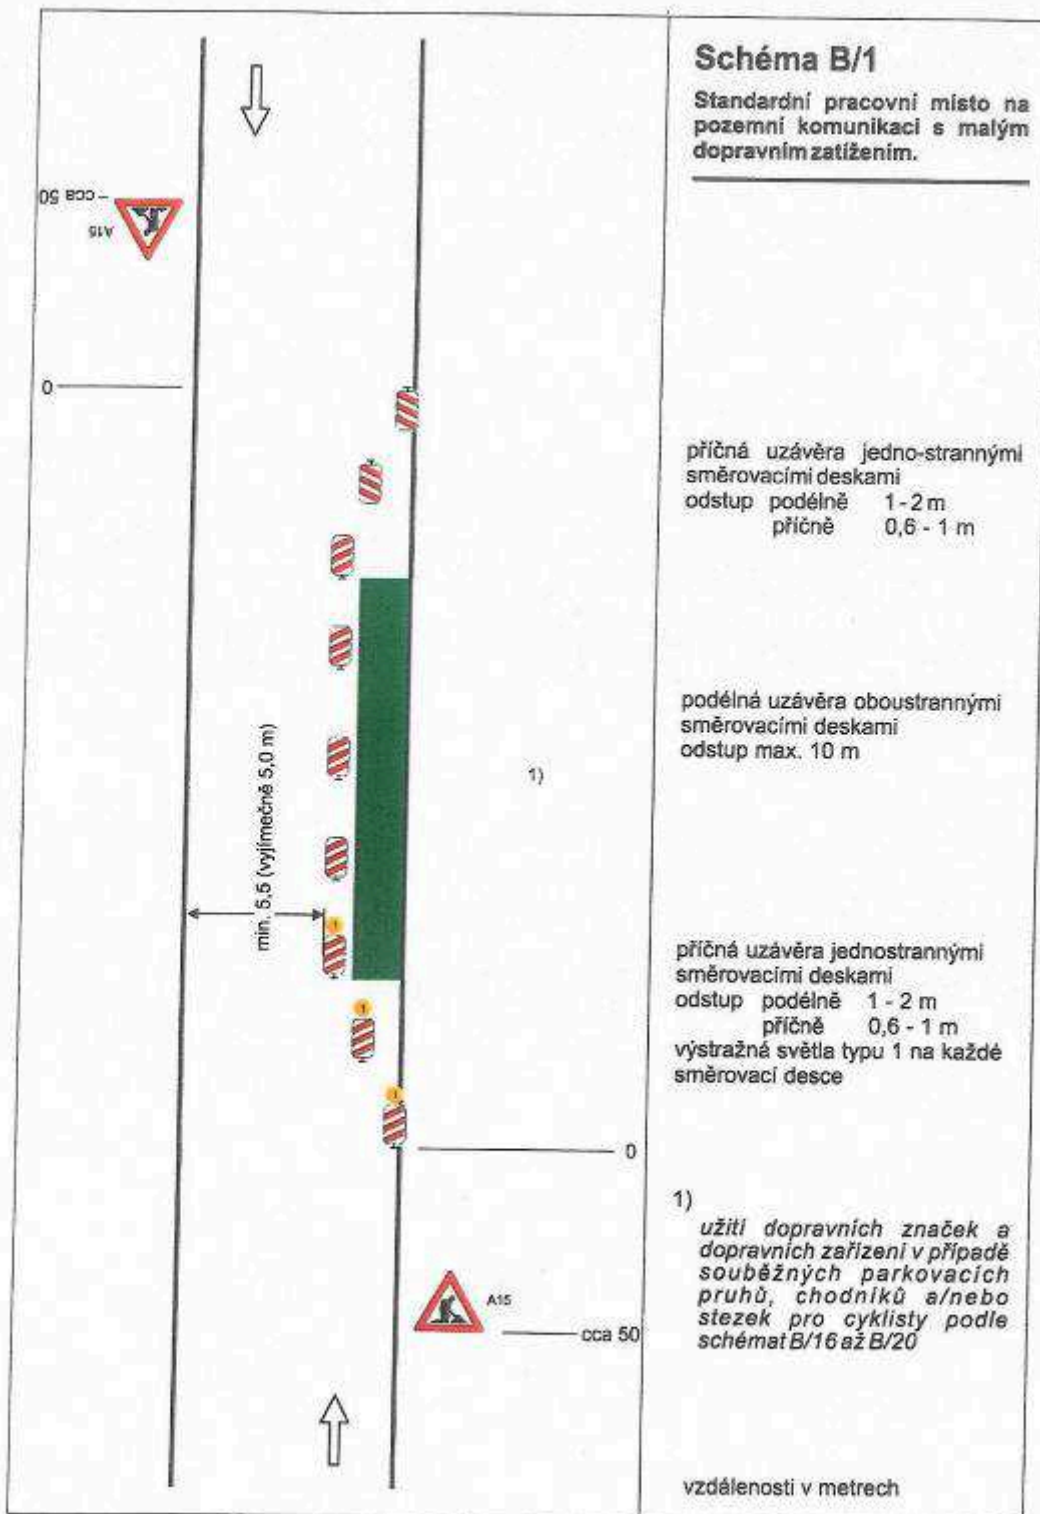 Schéma B/1
Standardní pracovní místo na
pozemní komunikaci s malým
dopravním zatížením.
cca 50
A15
0
příčná uzávěra jedno-strannými
směrovacími deskami
odstup podélně 1 - 2 m
příčně 0,6 - 1 m
podélná uzávěra oboustrannými
směrovacími deskami
odstup max. 10 m
min. 5,5 (vyjímečně 5,0 m)
1)
1
příčná uzávěra jednostrannými
směrovacími deskami
odstup podélně 1 - 2 m
příčně 0,6 - 1 m
výstražná světla typu 1 na každé
směrovací desce
1
1
0
1)
užití dopravních značek a
dopravních zařízení v případě
souběžných parkovacích
pruhů, chodníků a/nebo
stezek pro cyklisty podle
schémat B/16 až B/20
A15
cca 50
vzdálenosti v metrech